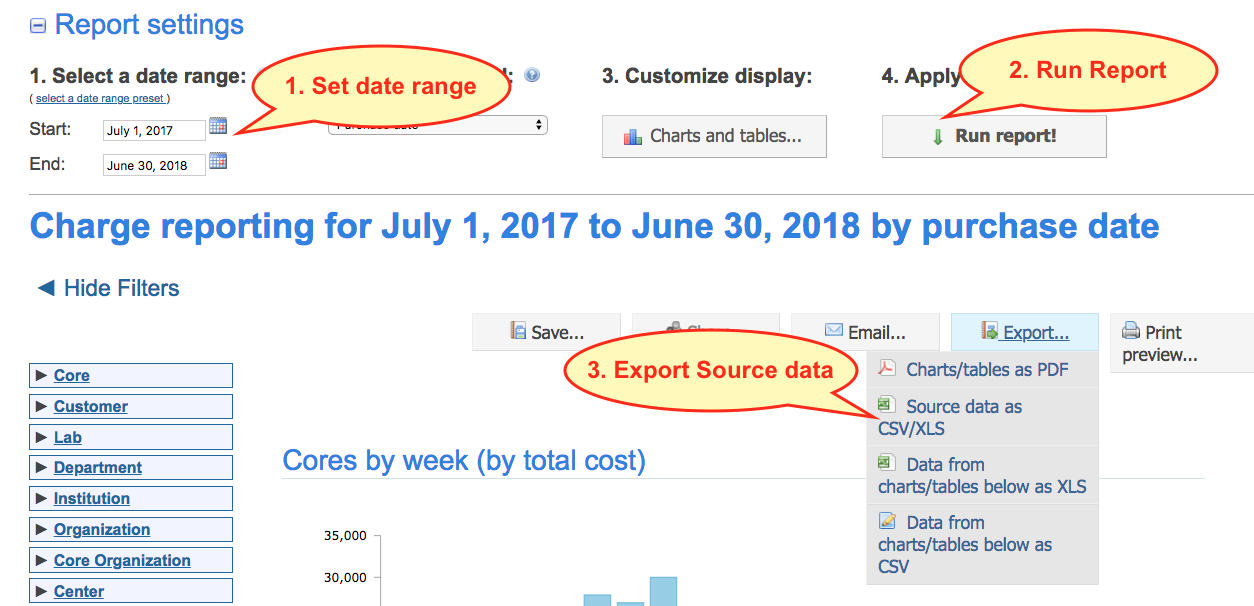 Report settings
1. Select a date range:
( select a date range preset )
Start:
July 1, 2017
End:
June 30, 2018
1. Set date range
d:
Purchase date
3. Customize display:
Charts and tables...
4. Apply
2. Run Report
Run report!
Charge reporting for July 1, 2017 to June 30, 2018 by purchase date
Hide Filters
Save...
Email...
Export...
Print
preview...
3. Export Source data
Charts/tables as PDF
Source data as
CSV/XLS
Data from
charts/tables below as XLS
Data from
charts/tables below as
CSV
Core
Customer
Lab
Department
Institution
Organization
Core Organization
Center
Cores by week (by total cost)
35,000
30,000